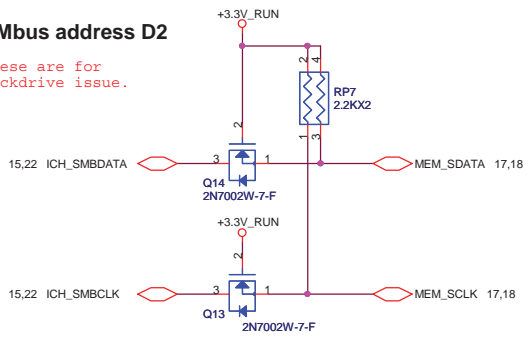 +3.3V_RUN
Mbus address D2
ese are for
ckdrive issue.
2 4
RP7
2.2KX2
1 3
2
15,22 ICH_SMBDATA 3 1 MEM_SDATA 17,18
Q14
2N7002W-7-F
+3.3V_RUN
2
15,22 ICH_SMBCLK 3 1 MEM_SCLK 17,18
Q13
2N7002W-7-F